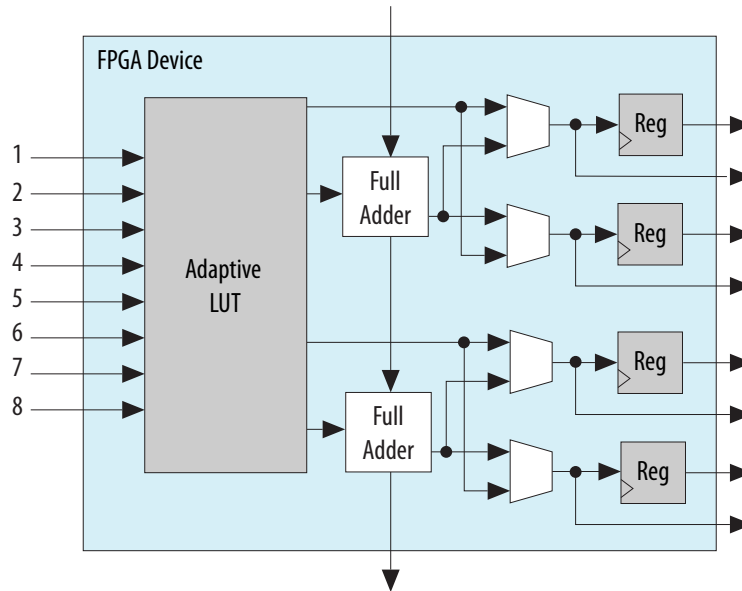 FPGA Device
1
2
3
4
5
6
7
8
Adaptive
LUT
Full
Adder
Full
Adder
Reg
Reg
Reg
Reg